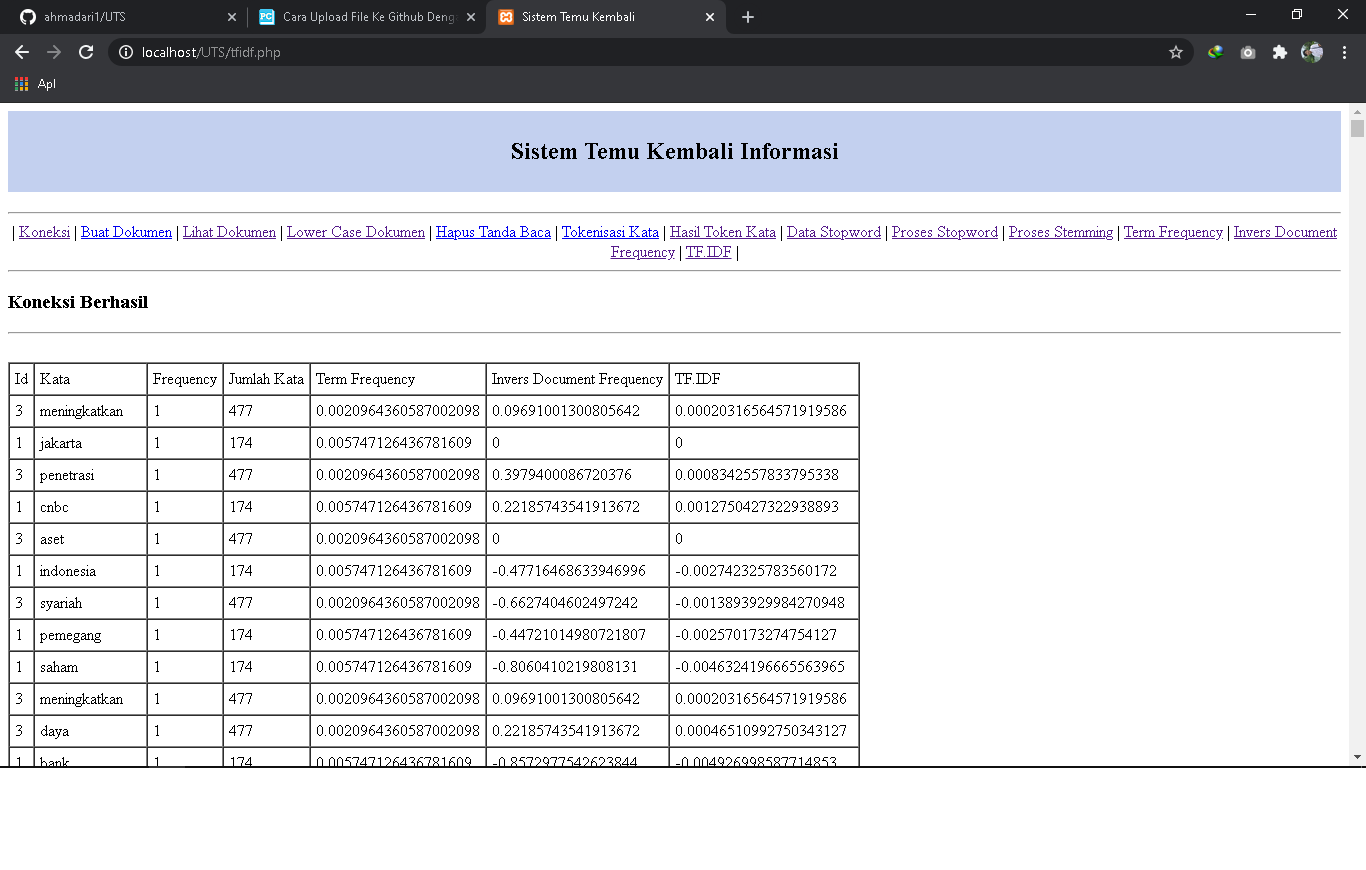 ahmadari1/UTS
Cara Upload File Ke Github Deng
Sistem Temu Kembali
localhost/UTS/tfidf.php
Apl
Sistem Temu Kembali Informasi
| Koneksi | Buat Dokumen | Lihat Dokumen | Lower Case Dokumen | Hapus Tanda Baca | Tokenisasi Kata | Hasil Token Kata | Data Stopword | Proses Stopword | Proses Stemming | Term Frequency | Invers Document
Frequency | TF.IDF |
Koneksi Berhasil
Id Kata Frequency Jumlah Kata Term Frequency Invers Document Frequency TF.IDF
3 meningkatkan 1 477 0.0020964360587002098 0.09691001300805642 0.00020316564571919586
1 jakarta 1 174 0.005747126436781609 0 0
3 penetrasi 1 477 0.0020964360587002098 0.3979400086720376 0.0008342557833795338
1 cnbc 1 174 0.005747126436781609 0.22185743541913672 0.0012750427322938893
3 aset 1 477 0.0020964360587002098 0 0
1 indonesia 1 174 0.005747126436781609 -0.47716468633946996 -0.002742325783560172
3 syariah 1 477 0.0020964360587002098 -0.6627404602497242 -0.0013893929984270948
1 pemegang 1 174 0.005747126436781609 -0.44721014980721807 -0.002570173274754127
1 saham 1 174 0.005747126436781609 -0.8060410219808131 -0.0046324196665563965
3 meningkatkan 1 477 0.0020964360587002098 0.09691001300805642 0.00020316564571919586
3 daya 1 477 0.0020964360587002098 0.22185743541913672 0.00046510992750343127
1 bank 1 174 0.005747126436781609 -0.8572977542623844 -0.004926998587714853